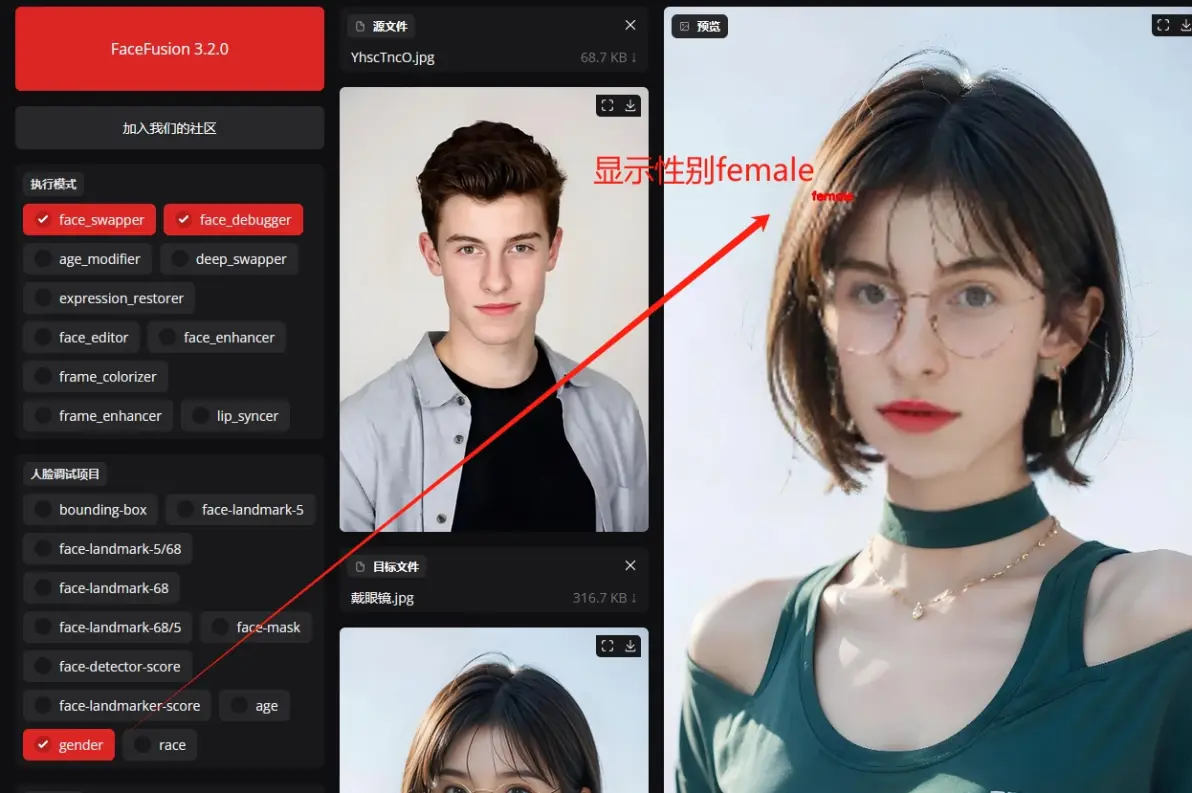 FaceFusion 3.2.0
加入我们的社区
执行模式
face_swapper
face_debugger
age_modifier
deep_swapper
expression_restorer
face_editor
face_enhancer
frame_colorizer
frame_enhancer
lip_syncer
人脸调试项目
bounding-box
face-landmark-5
face-landmark-5/68
face-landmark-68
face-landmark-68/5
face-mask
face-detector-score
face-landmarker-score
age
gender
race
源文件
YhscTncO.jpg
68.7 KB ↓
目标文件
戴眼镜.jpg
316.7 KB ↓
预览
显示性别female
female